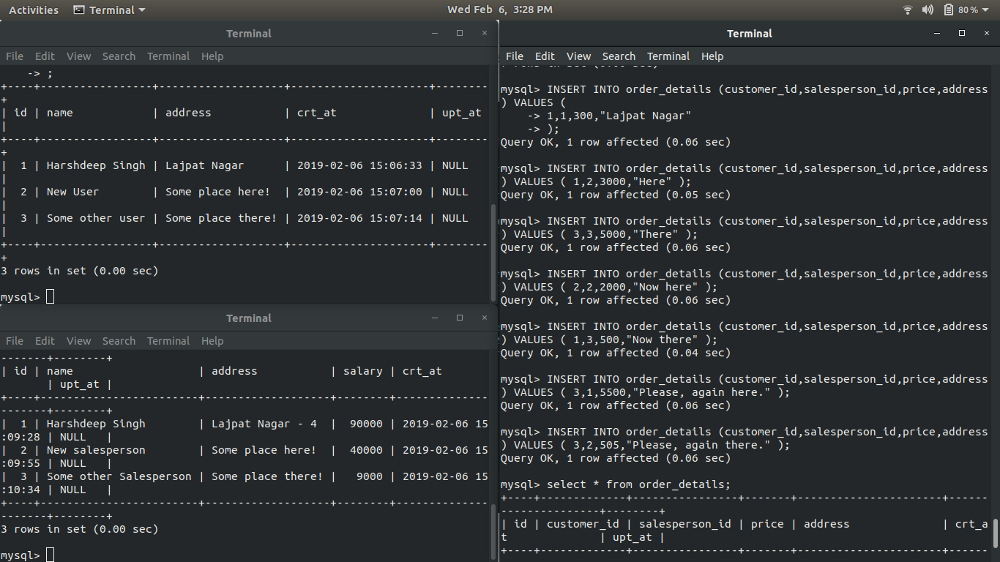 Activities Terminal Wed Feb 6, 3:28 PM 80 %
Terminal
File Edit View Search Terminal Help
    -> ;
+----+-----------------+-------------------+---------------------+--------
+
| id | name            | address           | crt_at              | upt_at 
|
+----+-----------------+-------------------+---------------------+--------
+
|  1 | Harshdeep Singh | Lajpat Nagar      | 2019-02-06 15:06:33 | NULL   
|
|  2 | New User        | Some place here!  | 2019-02-06 15:07:00 | NULL   
|
|  3 | Some other user | Some place there! | 2019-02-06 15:07:14 | NULL   
|
+----+-----------------+-------------------+---------------------+--------
+
3 rows in set (0.00 sec)
mysql>
Terminal
File Edit View Search Terminal Help
-------+--------+
| id | name                   | address           | salary | crt_at       
       | upt_at |
+----+------------------------+-------------------+--------+--------------
-------+--------+
|  1 | Harshdeep Singh        | Lajpat Nagar - 4  |  90000 | 2019-02-06 15
:09:28 | NULL   |
|  2 | New salesperson        | Some place here!  |  40000 | 2019-02-06 15
:09:55 | NULL   |
|  3 | Some other Salesperson | Some place there! |   9000 | 2019-02-06 15
:10:34 | NULL   |
+----+------------------------+-------------------+--------+--------------
-------+--------+
3 rows in set (0.00 sec)
mysql>
Terminal
File Edit View Search Terminal Help
mysql> INSERT INTO order_details (customer_id,salesperson_id,price,address
) VALUES (
    -> 1,1,300,"Lajpat Nagar"
    -> );
Query OK, 1 row affected (0.06 sec)
mysql> INSERT INTO order_details (customer_id,salesperson_id,price,address
) VALUES ( 1,2,3000,"Here" );
Query OK, 1 row affected (0.05 sec)
mysql> INSERT INTO order_details (customer_id,salesperson_id,price,address
) VALUES ( 3,3,5000,"There" );
Query OK, 1 row affected (0.06 sec)
mysql> INSERT INTO order_details (customer_id,salesperson_id,price,address
) VALUES ( 2,2,2000,"Now here" );
Query OK, 1 row affected (0.06 sec)
mysql> INSERT INTO order_details (customer_id,salesperson_id,price,address
) VALUES ( 1,3,500,"Now there" );
Query OK, 1 row affected (0.04 sec)
mysql> INSERT INTO order_details (customer_id,salesperson_id,price,address
) VALUES ( 3,1,5500,"Please, again here." );
Query OK, 1 row affected (0.06 sec)
mysql> INSERT INTO order_details (customer_id,salesperson_id,price,address
) VALUES ( 3,2,505,"Please, again there." );
Query OK, 1 row affected (0.06 sec)
mysql> select * from order_details;
+----+-------------+----------------+-------+----------------------+------
---------------+--------+
| id | customer_id | salesperson_id | price | address              | crt_a
t              | upt_at |
+----+-------------+----------------+-------+----------------------+------